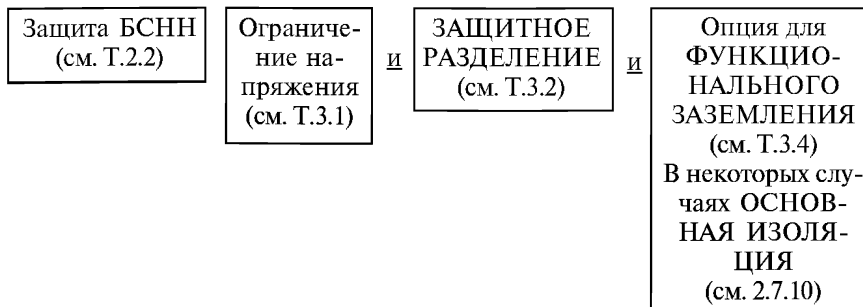 Защита БСНН
(см. Т.2.2)
Ограниче-
ние на-
пряжения
(см. Т.3.1)
и
ЗАЩИТНОЕ
РАЗДЕЛЕНИЕ
(см. Т.3.2)
и
Опция для
ФУНКЦИО-
НАЛЬНОГО
ЗАЗЕМЛЕНИЯ
(см. Т.3.4)
В некоторых слу-
чаях ОСНОВ-
НАЯ ИЗОЛЯ-
ЦИЯ
(см. 2.7.10)